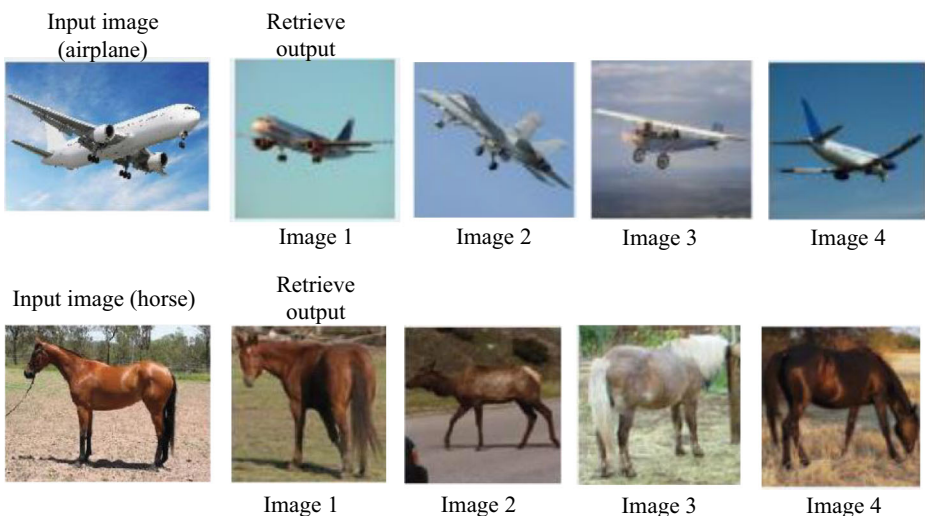 Input image
(airplane)
Retrieve
output
Image 1
Image 2
Image 3
Image 4
Input image (horse)
Retrieve
output
Image 1
Image 2
Image 3
Image 4